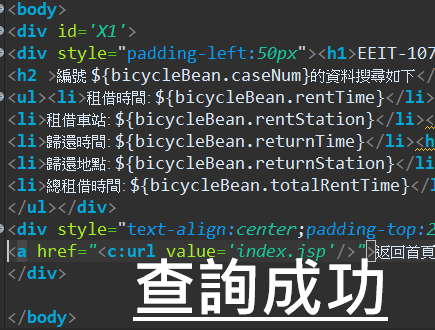 <body>
<div id='X1'>
<div style="padding-left:50px"><h1>EEIT-107
<h2 >編號 ${bicycleBean.caseNum}的資料搜尋如下</
<ul><li>租借時間: ${bicycleBean.rentTime}</li>
<li>租借車站: ${bicycleBean.rentStation}</li>
<li>歸還時間: ${bicycleBean.returnTime}</li><h
<li>歸還地點: ${bicycleBean.returnStation}</li
<li>總租借時間: ${bicycleBean.totalRentTime}</
</ul></div>
<div style="text-align:center;padding-top:2
<a href="<c:url value='index.jsp'/>">返回首頁
</div>
查詢成功
</body>